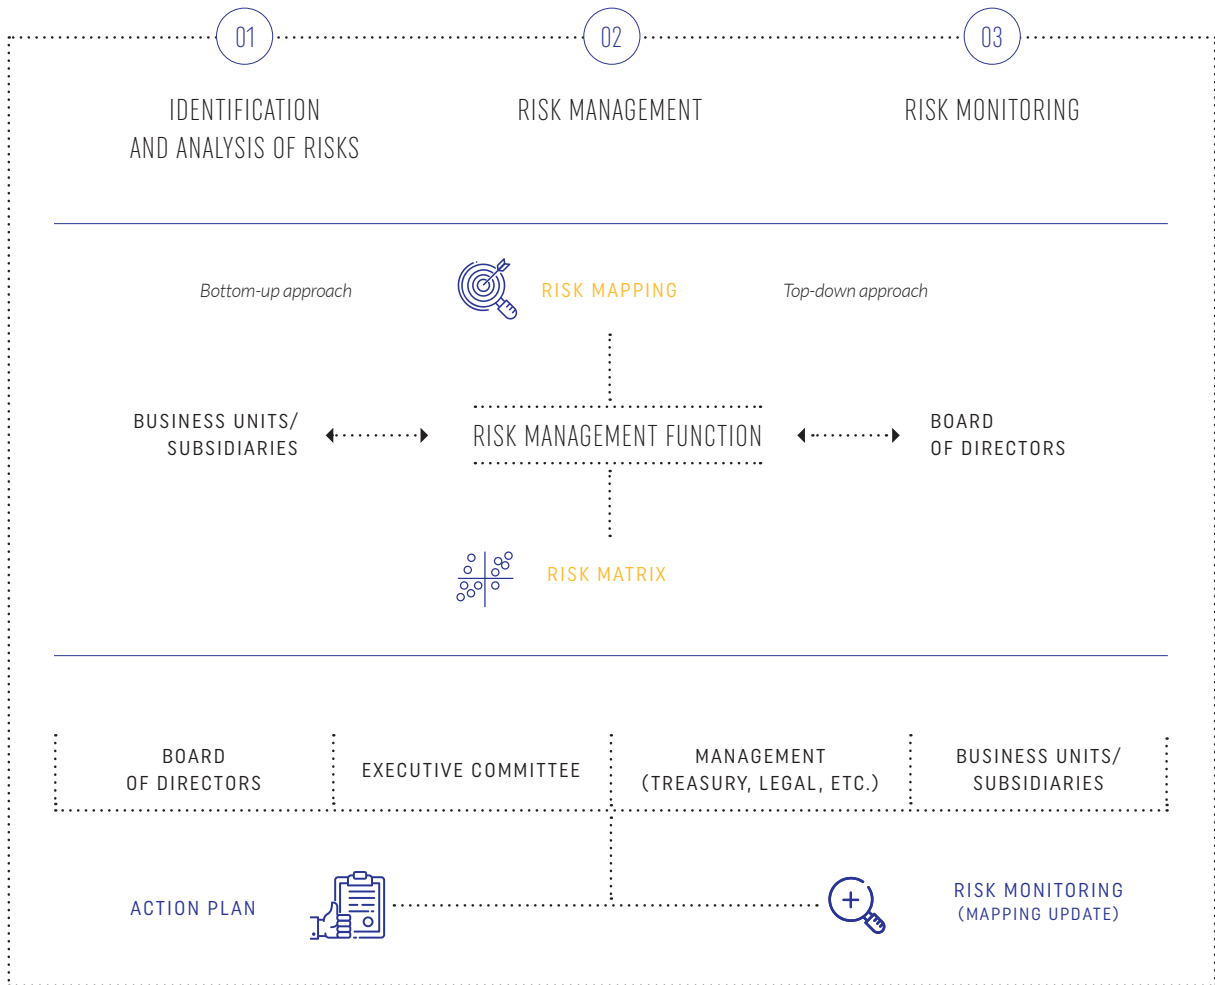 01
02
03
IDENTIFICATION
AND ANALYSIS OF RISKS
RISK MANAGEMENT
RISK MONITORING
Bottom-up approach
RISK MAPPING
Top-down approach
BUSINESS UNITS/
SUBSIDIARIES
RISK MANAGEMENT FUNCTION
BOARD
OF DIRECTORS
RISK MATRIX
BOARD
OF DIRECTORS
EXECUTIVE COMMITTEE
MANAGEMENT
(TREASURY, LEGAL, ETC.)
BUSINESS UNITS/
SUBSIDIARIES
ACTION PLAN
RISK MONITORING
(MAPPING UPDATE)